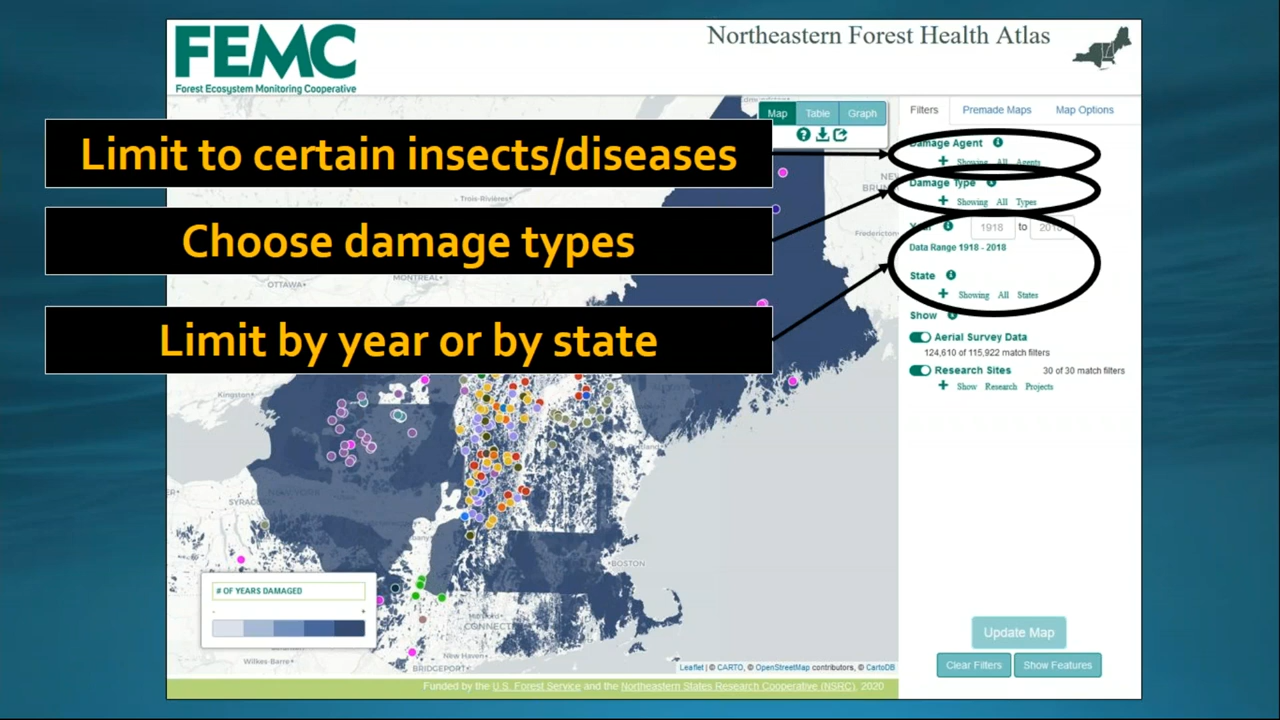 FEMC
Forest Ecosystem Monitoring Cooperative
Northeastern Forest Health Atlas
Map Table Graph
Filters Premade Maps Map Options
Limit to certain insects/diseases
Choose damage types
Limit by year or by state
Damage Agent
+ Showing All Agents
Damage Type
+ Showing All Types
1918 to
Data Range 1918 - 2018
State
+ Showing All States
Show
Aerial Survey Data
124,610 of 115,922 match filters
Research Sites 30 of 30 match filters
+ Show Research Projects
Trois-Rivières
Fredericton
MONTREAL
OTTAWA
Kingston
NEW YORK
BOSTON
# OF YEARS DAMAGED
- +
Hartford
CONNECT
New Haven
Wilkes-Barre
BRIDGEPORT
Leaflet | © CARTO, © OpenStreetMap contributors, © CartoDB
Update Map
Clear Filters Show Features
Funded by the U.S. Forest Service and the Northeastern States Research Cooperative (NSRC), 2020